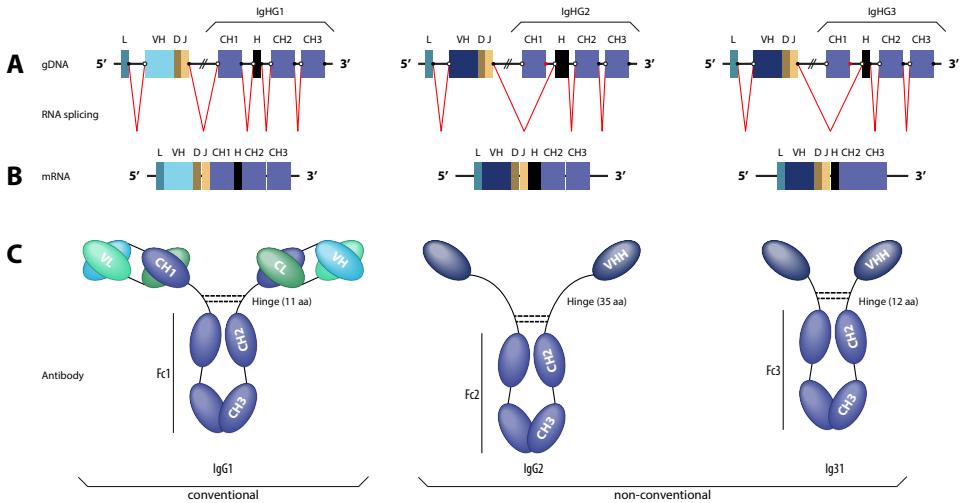 IgHG1 IgHG2 IgHG3
L VH D J CH1 H CH2 CH3 L VH D J CH1 H CH2 CH3 L VH D J CH1 H CH2 CH3
A gDNA 5′ 3′ 5′ 3′ 5′ 3′
RNA splicing
L VH D J CH1 H CH2 CH3 L VH D J H CH2 CH3 L VH D J H CH2 CH3
B mRNA 5′ 3′ 5′ 3′ 5′ 3′
C VL CH1 CL VH VHH VHH
Hinge (11 aa) Hinge (35 aa) Hinge (12 aa)
Fc1 CH2 Fc2 CH2 Fc3 CH2
Antibody
CH3 CH3 CH3
IgG1 IgG2 Ig31
conventional non-conventional